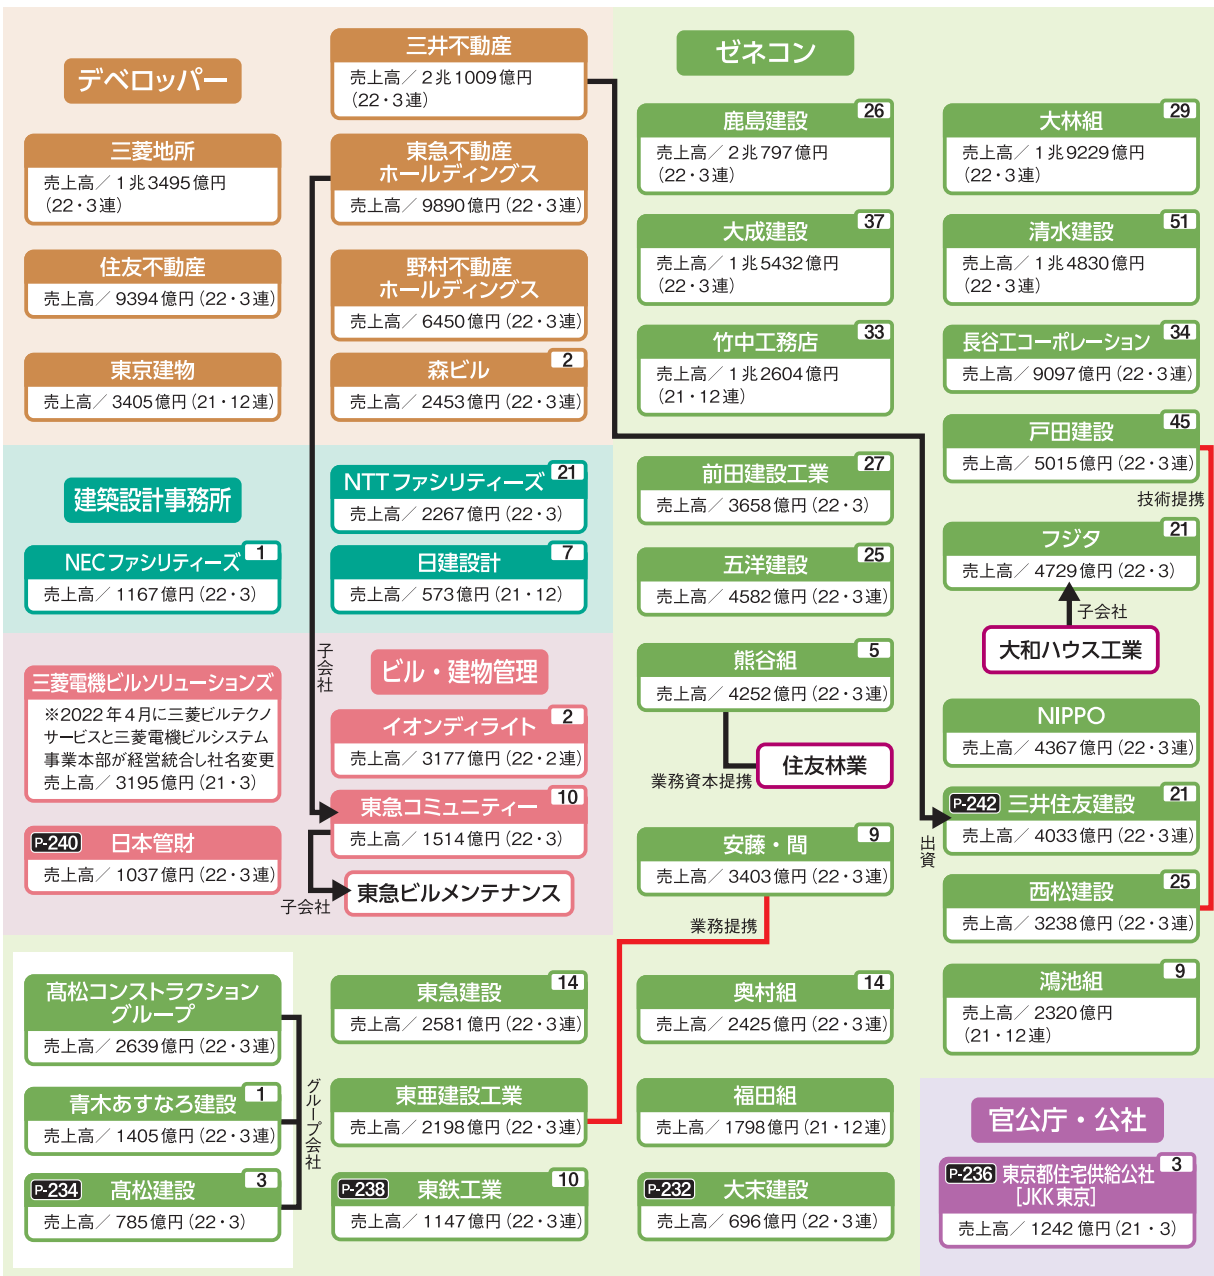 デベロッパー
三井不動産
売上高／2兆1009億円
（22・3連）
三菱地所
売上高／1兆3495億円
（22・3連）
東急不動産
ホールディングス
売上高／9890億円（22・3連）
住友不動産
売上高／9394億円（22・3連）
野村不動産
ホールディングス
売上高／6450億円（22・3連）
東京建物
売上高／3405億円（21・12連）
森ビル
2
売上高／2453億円（22・3連）
建築設計事務所
NTTファシリティーズ
21
売上高／2267億円（22・3）
NECファシリティーズ
1
売上高／1167億円（22・3）
日建設計
7
売上高／573億円（21・12）
子会社
ビル・建物管理
三菱電機ビルソリューションズ
※2022年4月に三菱ビルテクノ
サービスと三菱電機ビルシステム
事業本部が経営統合し社名変更
売上高／3195億円（21・3）
イオンディライト
2
売上高／3177億円（22・2連）
東急コミュニティー
10
売上高／1514億円（22・3）
P-240
日本管財
売上高／1037億円（22・3連）
子会社
東急ビルメンテナンス
ゼネコン
鹿島建設
26
売上高／2兆797億円
（22・3連）
大林組
29
売上高／1兆9229億円
（22・3連）
大成建設
37
売上高／1兆5432億円
（22・3連）
清水建設
51
売上高／1兆4830億円
（22・3連）
竹中工務店
33
売上高／1兆2604億円
（21・12連）
長谷工コーポレーション
34
売上高／9097億円（22・3連）
戸田建設
45
売上高／5015億円（22・3連）
技術提携
前田建設工業
27
売上高／3658億円（22・3）
フジタ
21
売上高／4729億円（22・3）
子会社
大和ハウス工業
五洋建設
25
売上高／4582億円（22・3連）
熊谷組
5
売上高／4252億円（22・3連）
業務資本提携
住友林業
NIPPO
売上高／4367億円（22・3連）
P-242
三井住友建設
21
売上高／4033億円（22・3連）
出資
安藤・間
9
売上高／3403億円（22・3連）
業務提携
西松建設
25
売上高／3238億円（22・3連）
鴻池組
9
売上高／2320億円
（21・12連）
髙松コンストラクション
グループ
売上高／2639億円（22・3連）
青木あすなろ建設
1
売上高／1405億円（22・3連）
P-234
髙松建設
3
売上高／785億円（22・3）
グループ会社
東急建設
14
売上高／2581億円（22・3連）
奥村組
14
売上高／2425億円（22・3連）
東亜建設工業
売上高／2198億円（22・3連）
福田組
売上高／1798億円（21・12連）
P-238
東鉄工業
10
売上高／1147億円（22・3連）
P-232
大末建設
売上高／696億円（22・3連）
官公庁・公社
P-236
東京都住宅供給公社
[JKK東京]
3
売上高／1242億円（21・3）